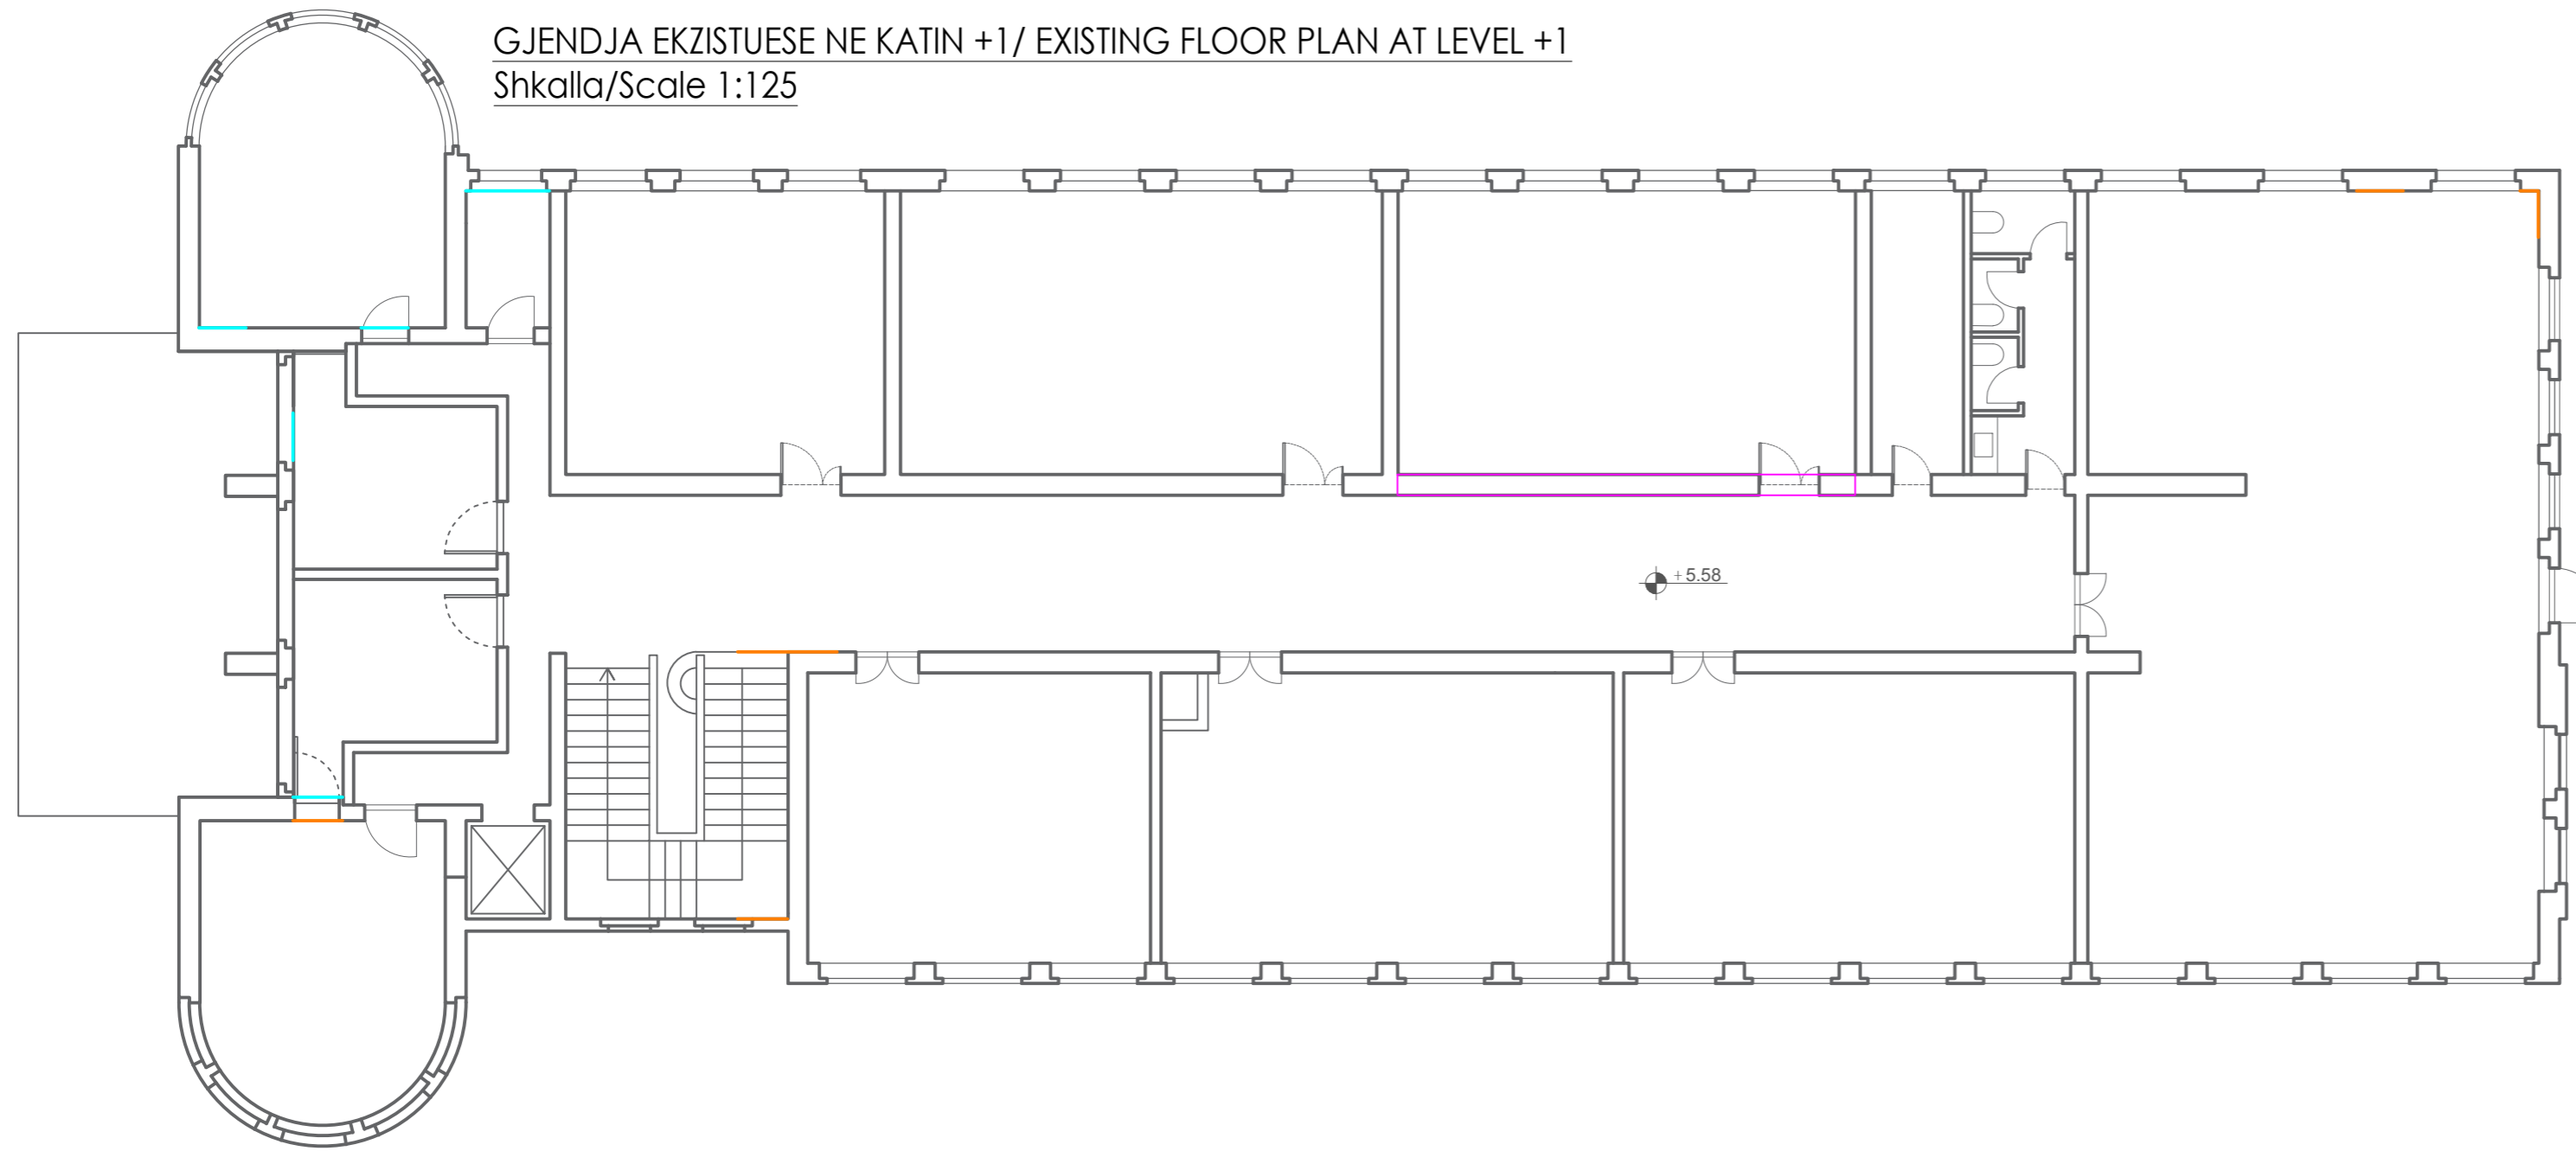 GJENDJA EKZISTUESE NE KATIN +1/ EXISTING FLOOR PLAN AT LEVEL +1
Shkalla/Scale 1:125
+5.58